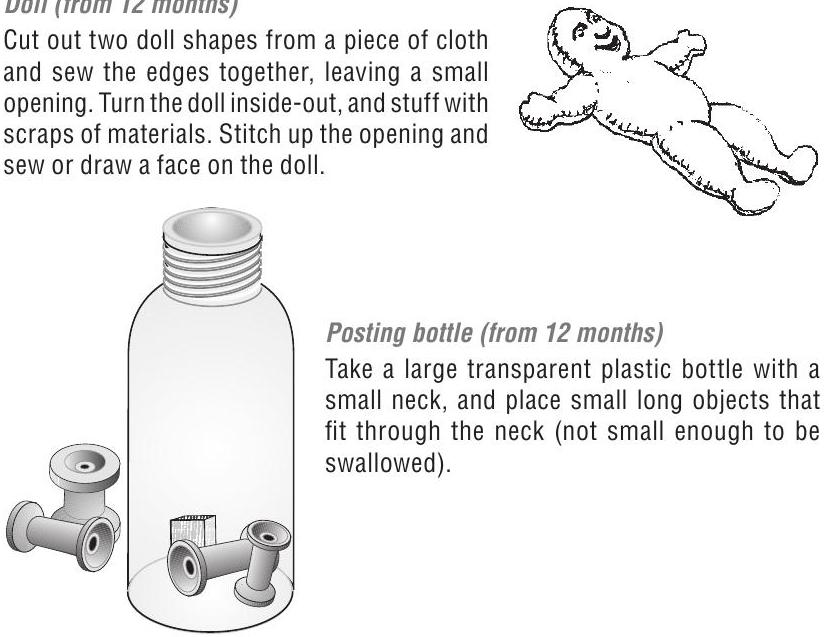 Doll (from 12 months)
Cut out two doll shapes from a piece of cloth
and sew the edges together, leaving a small
opening. Turn the doll inside-out, and stuff with
scraps of materials. Stitch up the opening and
sew or draw a face on the doll.
Posting bottle (from 12 months)
Take a large transparent plastic bottle with a
small neck, and place small long objects that
fit through the neck (not small enough to be
swallowed).